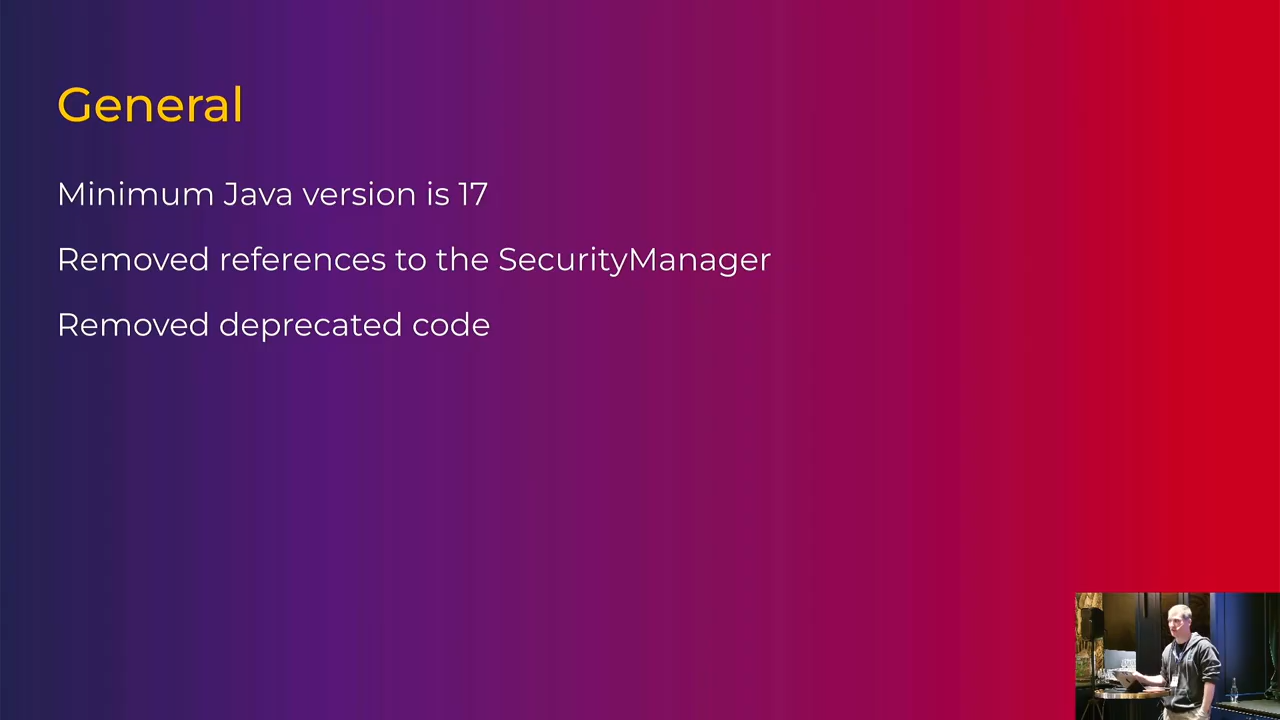 General
Minimum Java version is 17
Removed references to the SecurityManager
Removed deprecated code